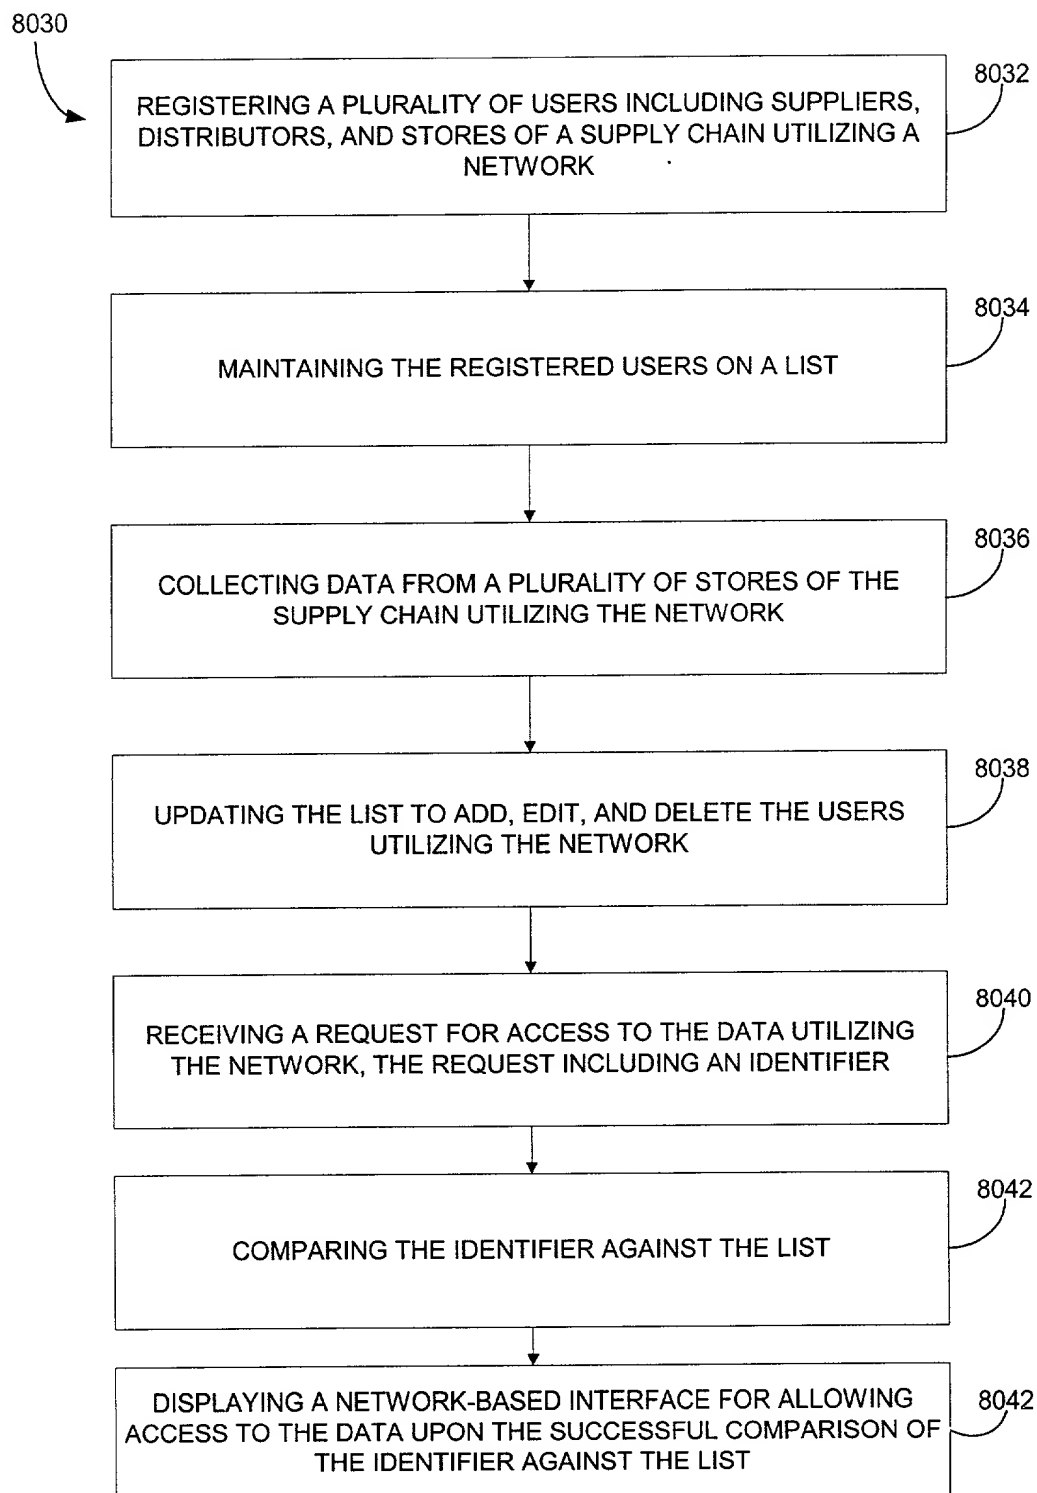 8030
8032
REGISTERING A PLURALITY OF USERS INCLUDING SUPPLIERS,
DISTRIBUTORS, AND STORES OF A SUPPLY CHAIN UTILIZING A
NETWORK
8034
MAINTAINING THE REGISTERED USERS ON A LIST
8036
COLLECTING DATA FROM A PLURALITY OF STORES OF THE
SUPPLY CHAIN UTILIZING THE NETWORK
8038
UPDATING THE LIST TO ADD, EDIT, AND DELETE THE USERS
UTILIZING THE NETWORK
8040
RECEIVING A REQUEST FOR ACCESS TO THE DATA UTILIZING
THE NETWORK, THE REQUEST INCLUDING AN IDENTIFIER
8042
COMPARING THE IDENTIFIER AGAINST THE LIST
8042
DISPLAYING A NETWORK-BASED INTERFACE FOR ALLOWING
ACCESS TO THE DATA UPON THE SUCCESSFUL COMPARISON OF
THE IDENTIFIER AGAINST THE LIST